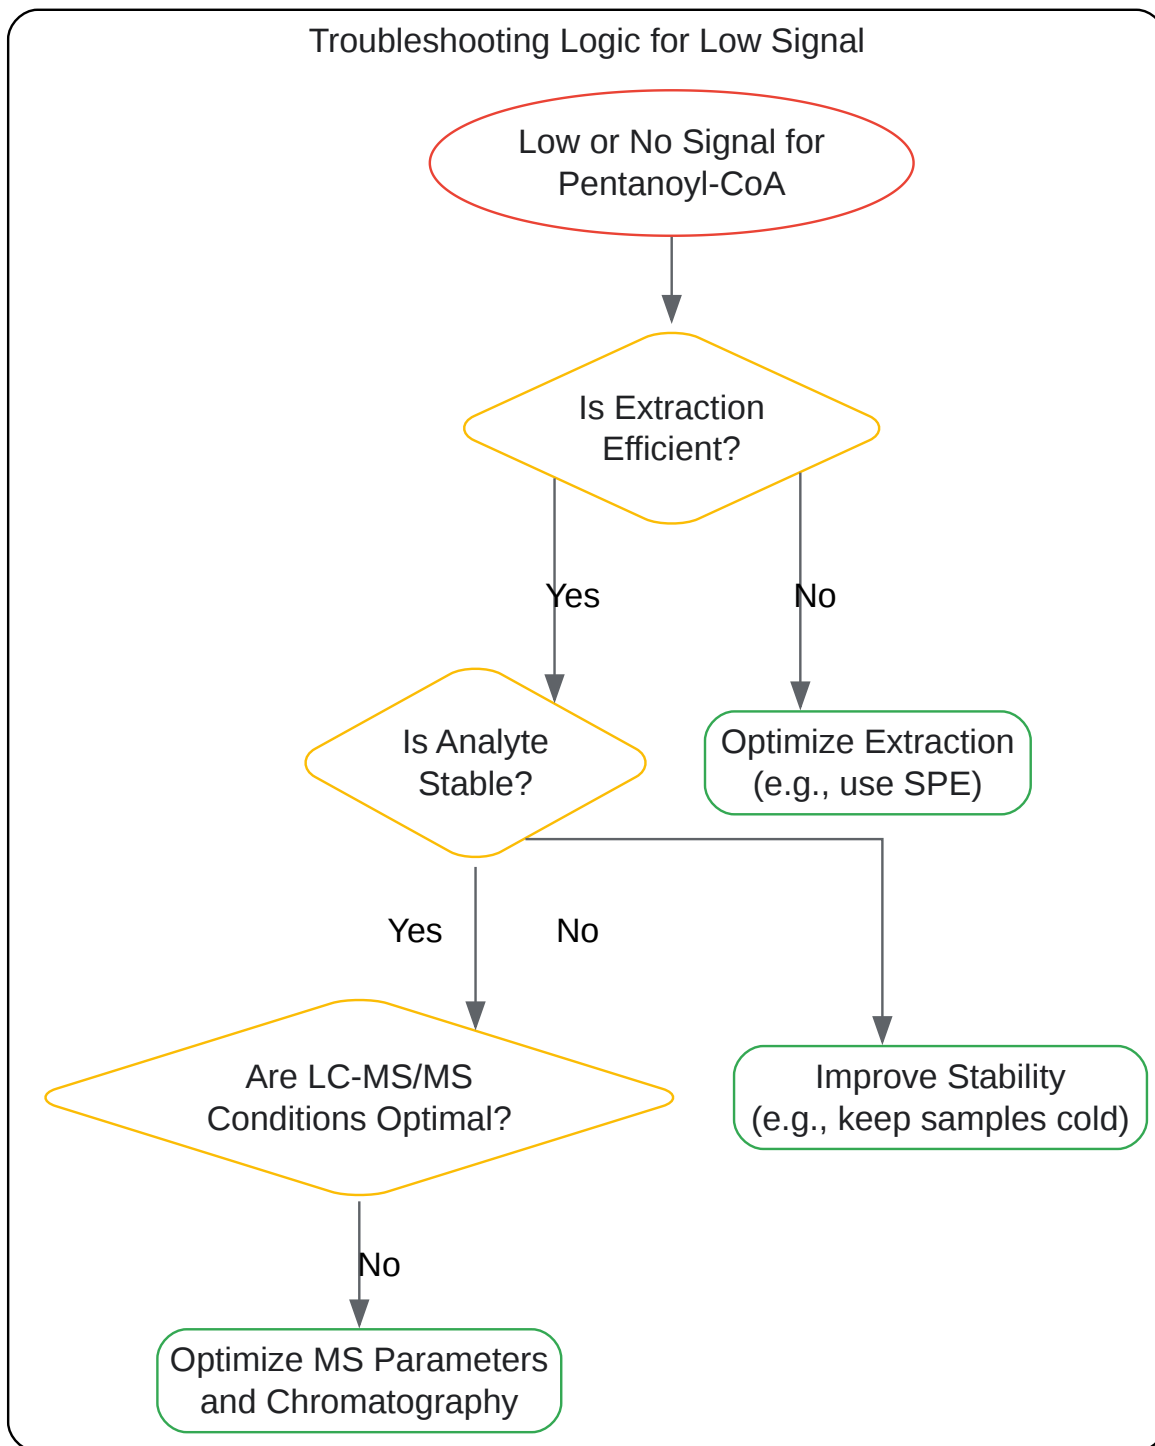 Troubleshooting Logic for Low Signal
Low or No Signal for
Pentanoyl-CoA
Is Extraction
Efficient?
Yes
No
Is Analyte
Stable?
Optimize Extraction
(e.g., use SPE)
Yes
No
Are LC-MS/MS
Conditions Optimal?
Improve Stability
(e.g., keep samples cold)
No
Optimize MS Parameters
and Chromatography